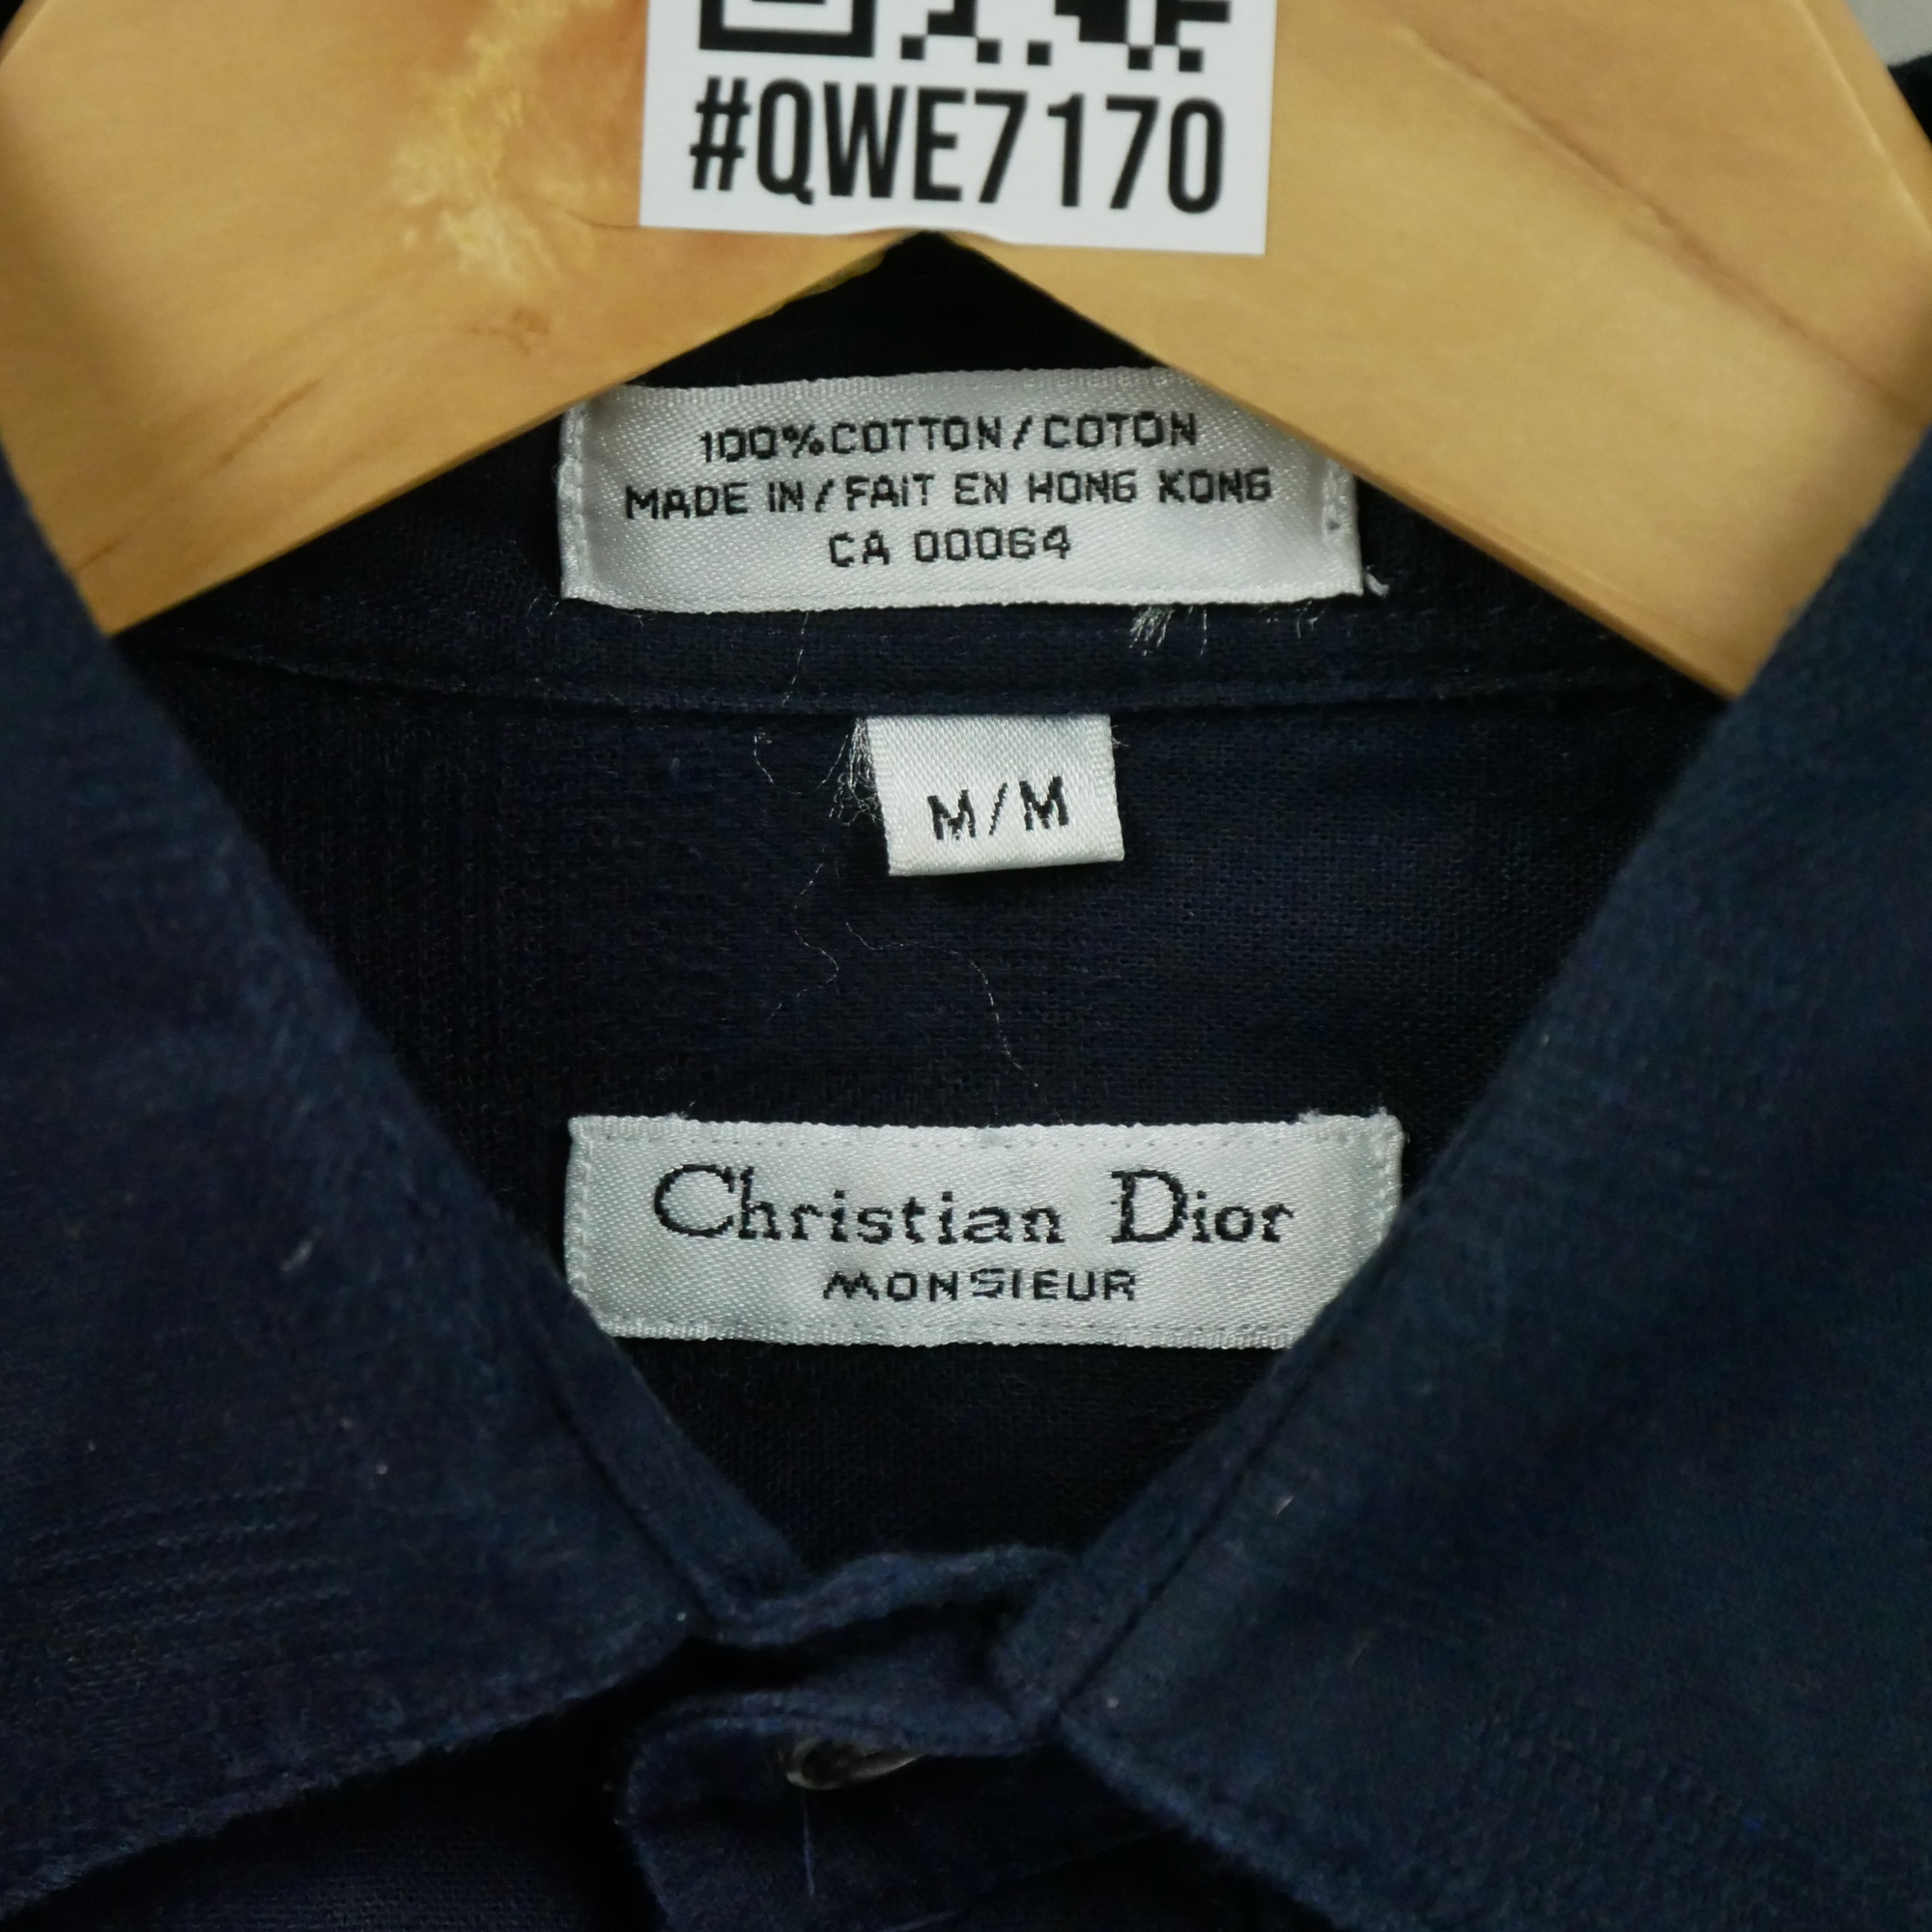 #QWE7170
100%COTTON/COTON
MADE IN/FAIT EN HONG KONG
CA 00064
M/M
Christian Dior
MONSIEUR